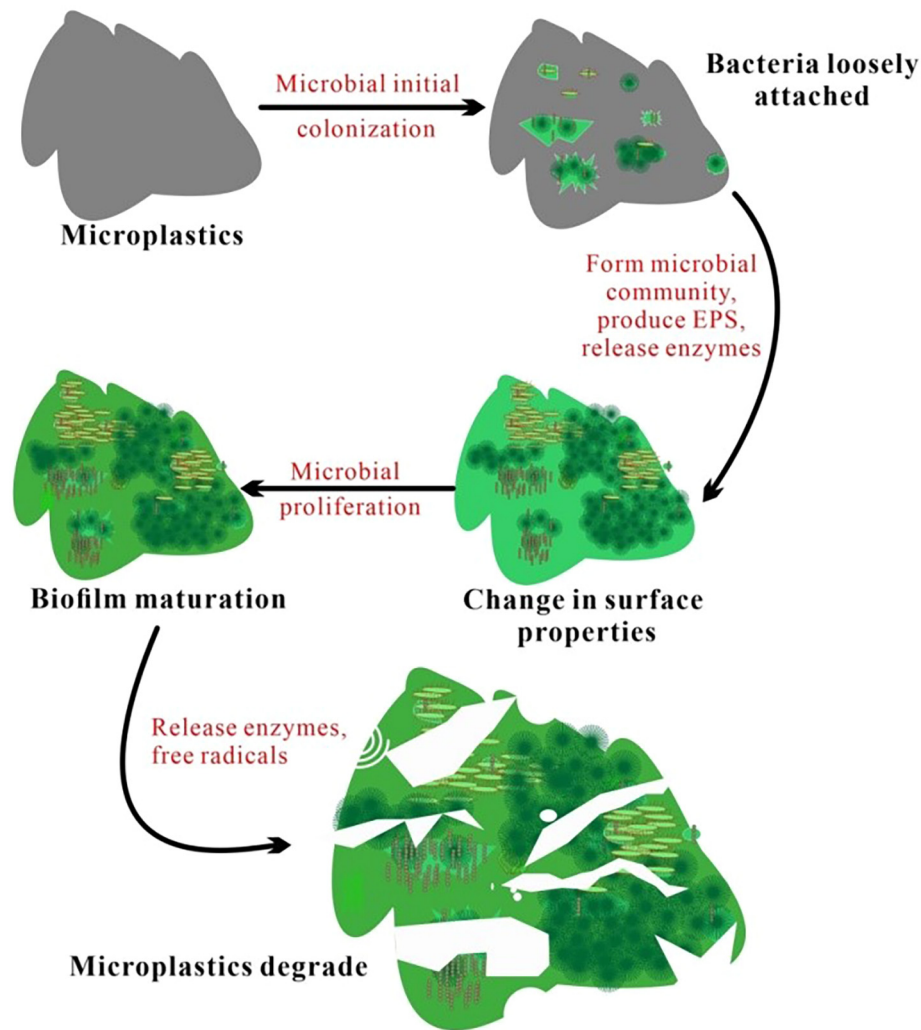 Microbial initial
colonization
Bacteria loosely
attached
Microplastics
Form microbial
community,
produce EPS,
release enzymes
Microbial
proliferation
Biofilm maturation
Change in surface
properties
Release enzymes,
free radicals
Microplastics degrade